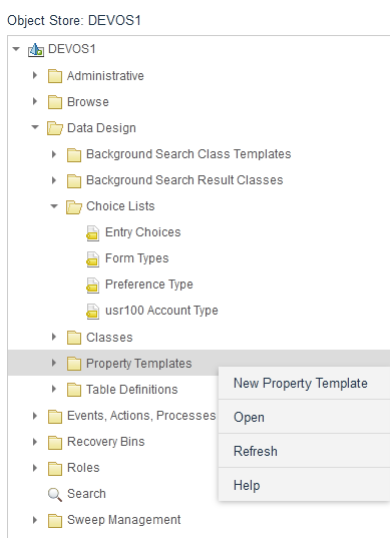 Object Store: DEVOS1
DEVOS1
Administrative
Browse
Data Design
Background Search Class Templates
Background Search Result Classes
Choice Lists
Entry Choices
Form Types
Preference Type
usr100 Account Type
Classes
Property Templates
Table Definitions
Events, Actions, Processes
Recovery Bins
Roles
Search
Sweep Management
New Property Template
Open
Refresh
Help